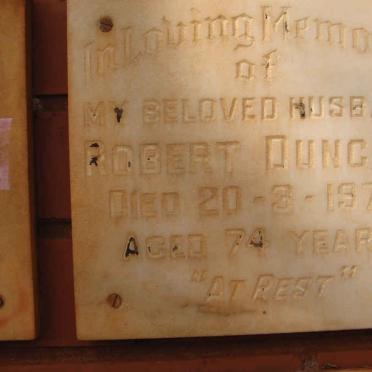 In Loving Memo
of
MY BELOVED HUSB
ROBERT DUNC
DIED 20-3-197
AGED 74 YEAR
"AT REST"